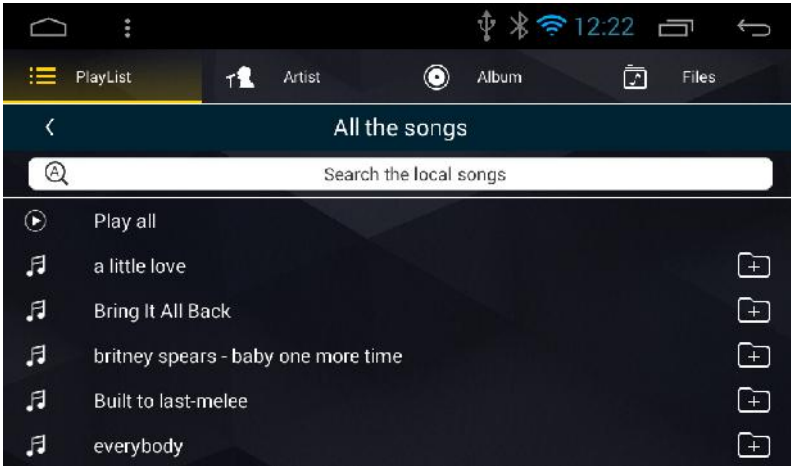 12:22
PlayList Artist Album Files
All the songs
A Search the local songs
Play all
a little love
Bring It All Back
britney spears - baby one more time
Built to last-melee
everybody